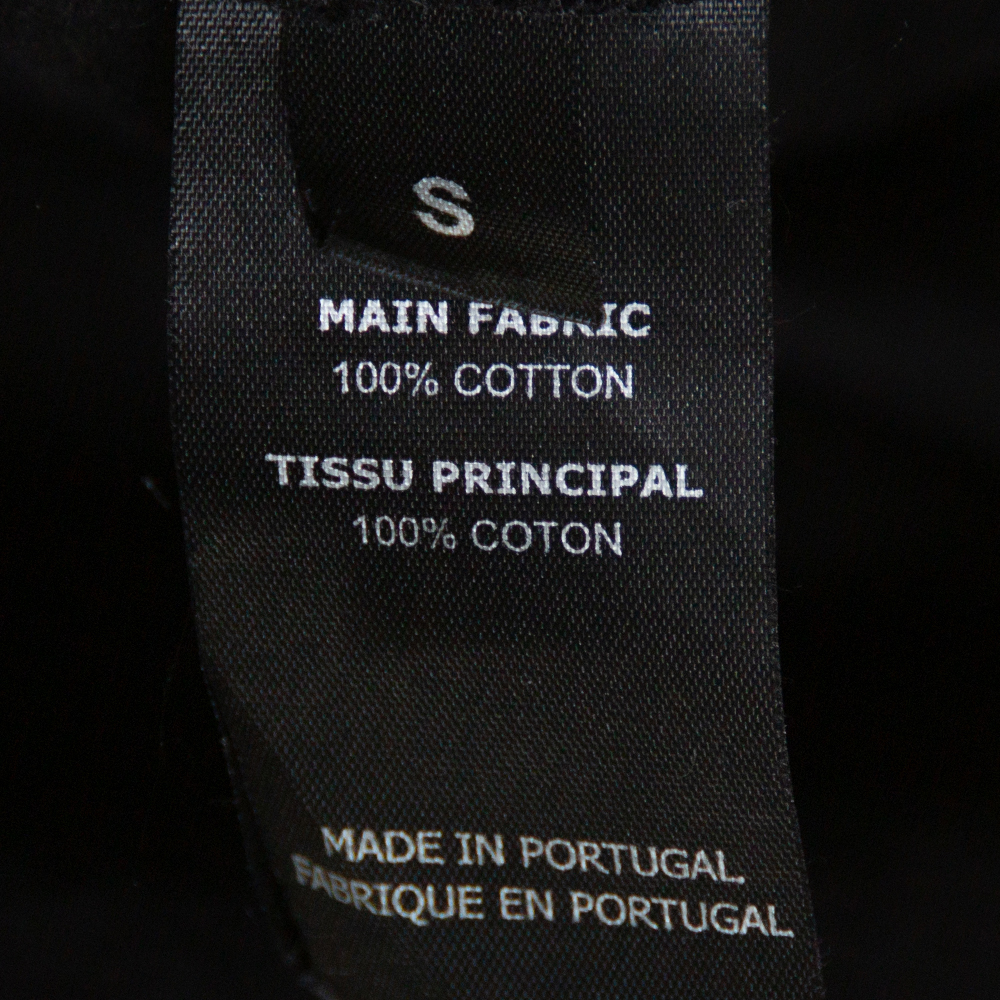 S
MAIN FABRIC
100% COTTON
TISSU PRINCIPAL
100% COTON
MADE IN PORTUGAL
FABRIQUE EN PORTUGAL